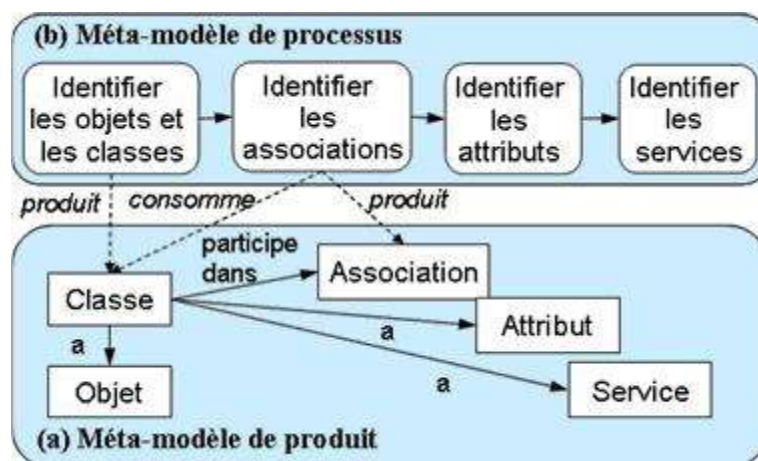 (b) Méta-modèle de processus
Identifier
les objets et
les classes
Identifier
les
associations
Identifier
les
attributs
Identifier
les
services
produit
consomme
produit
participe
dans
Association
Classe
a
Attribut
a
a
Objet
Service
(a) Méta-modèle de produit